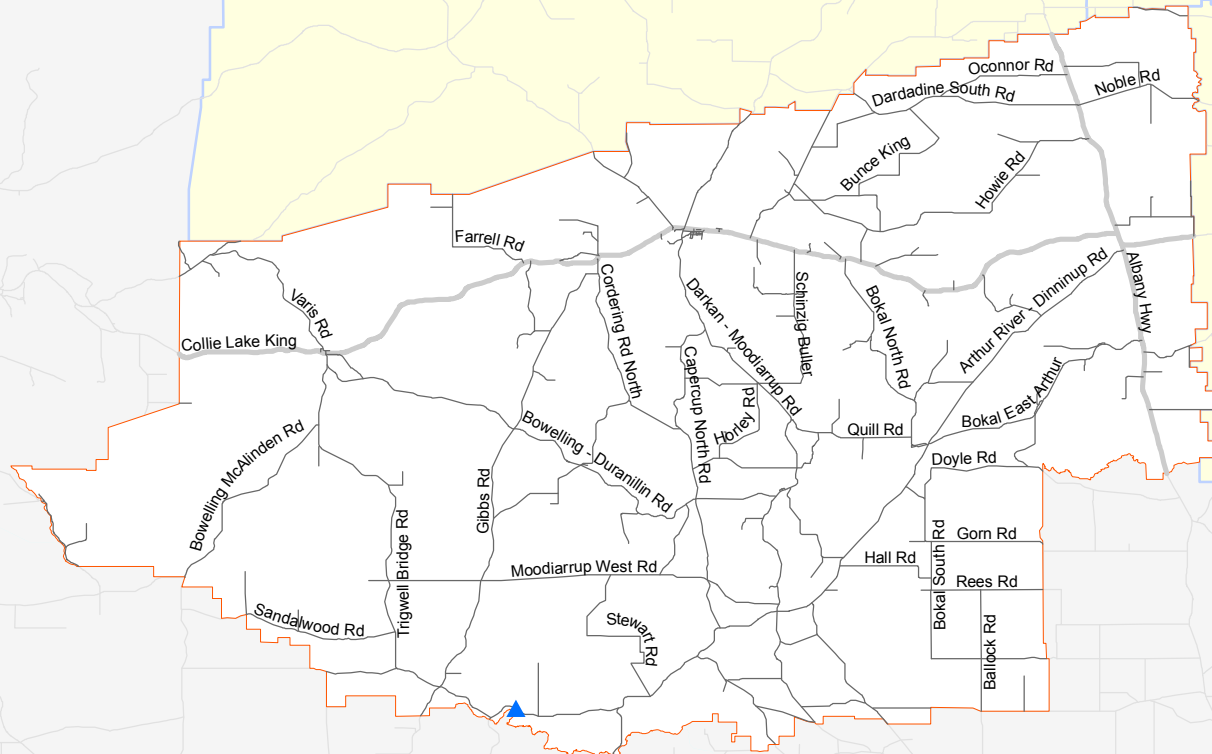 Oconnor Rd
Dardadine South Rd
Noble Rd
Bunce King
Howie Rd
Farrell Rd
Varis Rd
Collie Lake King
Cordering Rd North
Darkan - Moodiarrup Rd
Schinzig Buller
Bokal North Rd
Arthur River - Dinninup Rd
Albany Hwy
Capercup North Rd
Horley Rd
Bokal East Arthur
Quill Rd
Bowelling - Duranillin Rd
Bowelling McAlinden Rd
Doyle Rd
Gibbs Rd
Trigwell Bridge Rd
Gorn Rd
Hall Rd
Bokal South Rd
Moodiarrup West Rd
Rees Rd
Sandalwood Rd
Stewart Rd
Ballock Rd